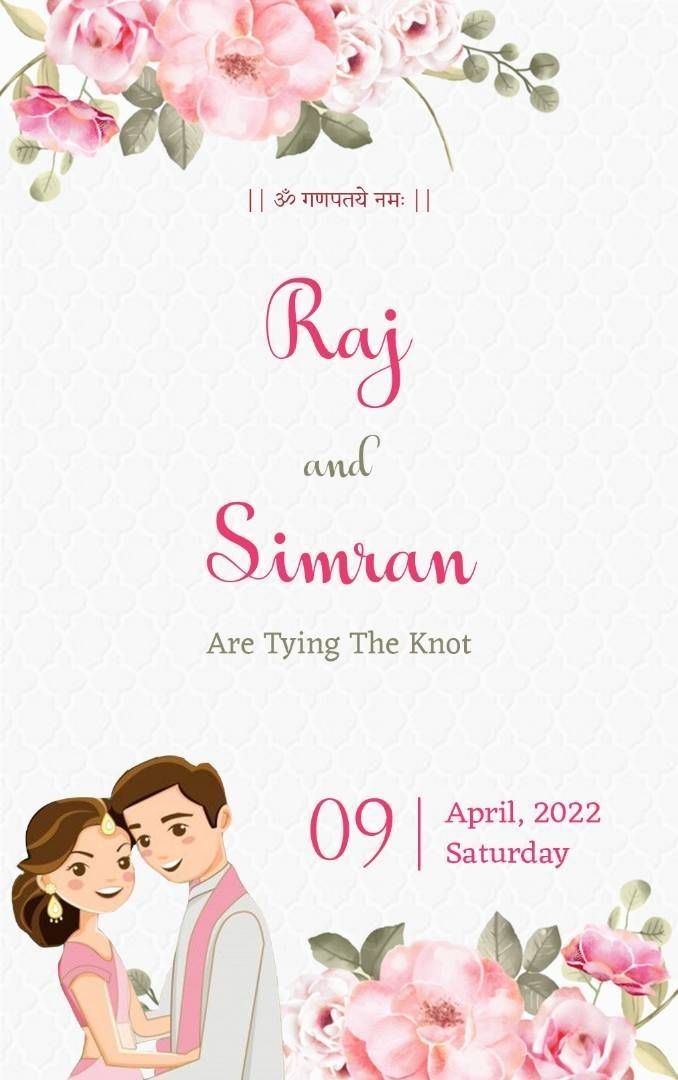 || ॐ गणपतये नमः ||
Raj
and
Simran
Are Tying The Knot
09 | April, 2022
Saturday